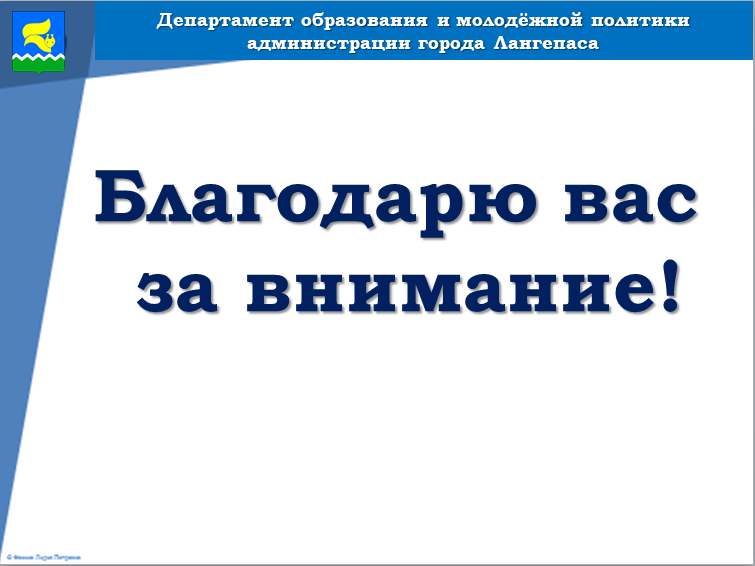 Департамент образования и молодёжной политики
администрации города Лангепаса
Благодарю вас
за внимание!